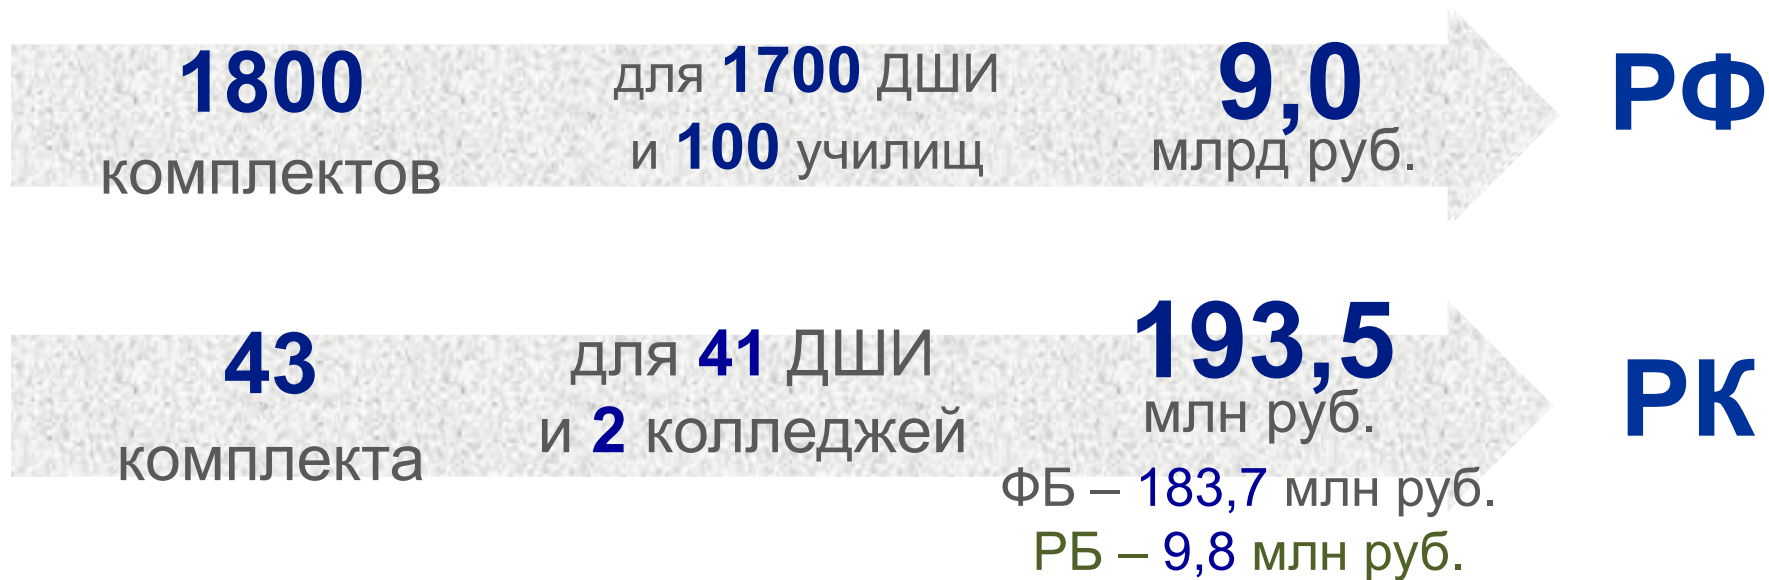 1800
комплектов
для 1700 ДШИ
и 100 училищ
9,0
млрд руб.
РФ
43
комплекта
для 41 ДШИ
и 2 колледжей
193,5
млн руб.
ФБ – 183,7 млн руб.
РБ – 9,8 млн руб.
РК